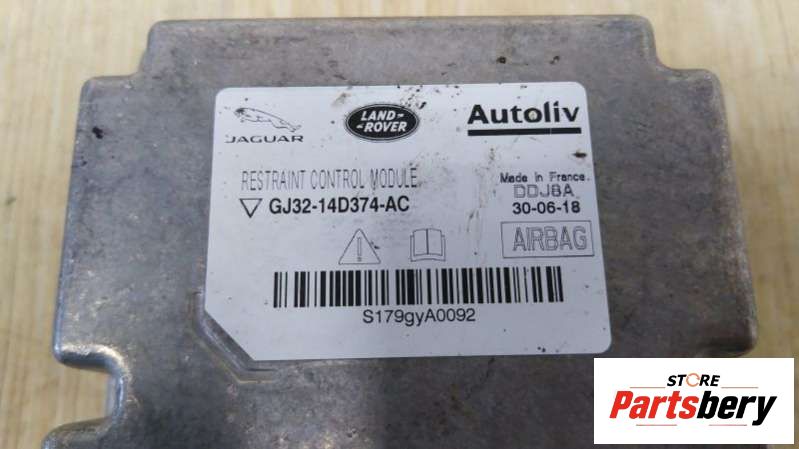 JAGUAR
LAND-
-ROVER
Autoliv
RESTRAINT CONTROL MODULE
GJ32-14D374-AC
Made in France
DDJ8A
30-06-18
AIRBAG
S179gyA0092
STORE
Partsbery